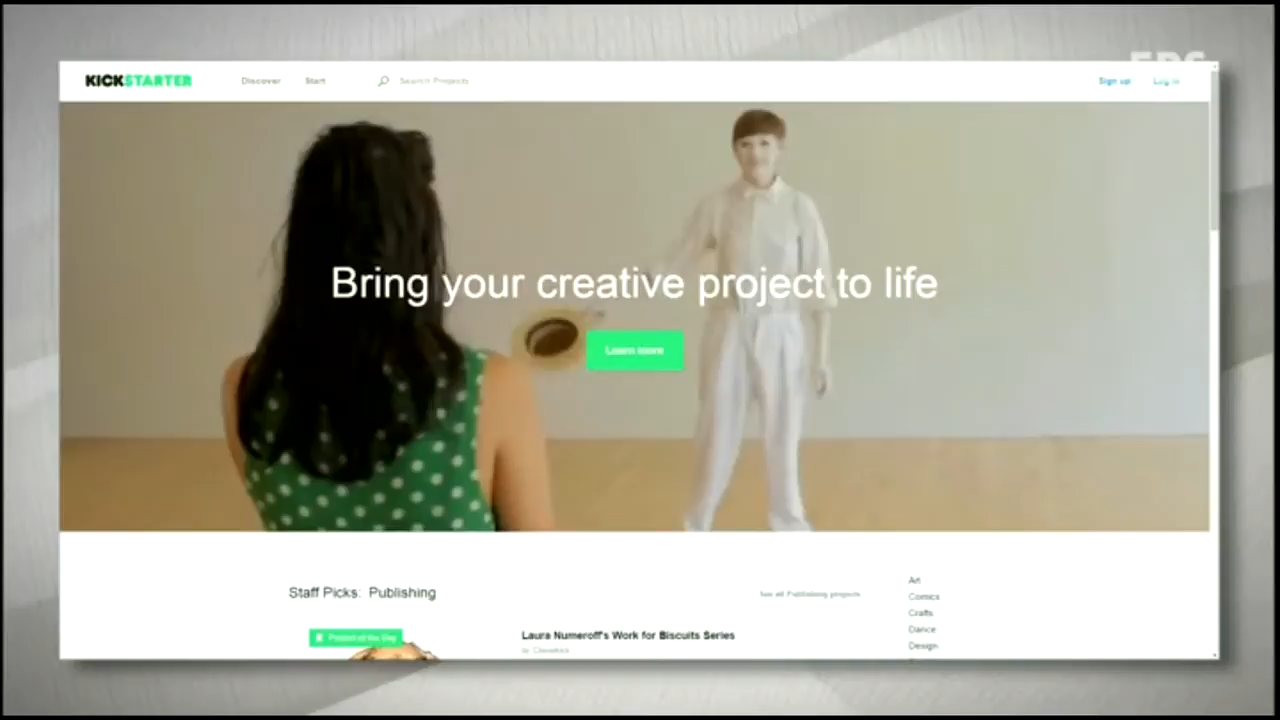 KICKSTARTER Discover Start Search Projects Sign up Log in
Bring your creative project to life
Learn more
Staff Picks: Publishing
See all Publishing projects
Project of the Day
Laura Numeroff's Work for Biscuits Series
by
Art
Comics
Crafts
Dance
Design